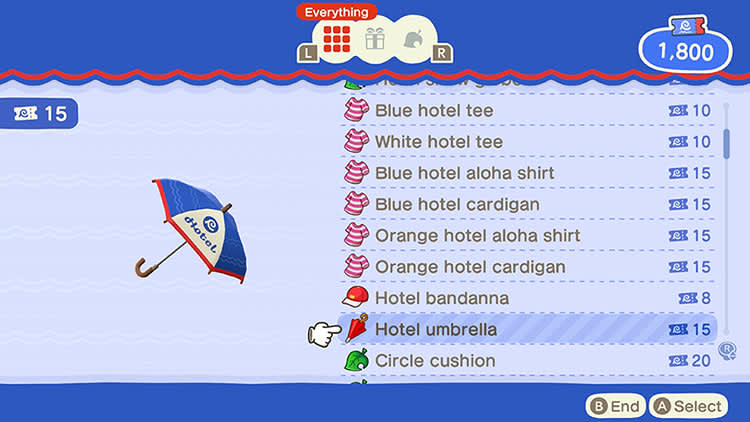 Everything
L
R
1,800
15
Blue hotel tee 10
White hotel tee 10
Blue hotel aloha shirt 15
Blue hotel cardigan 15
Orange hotel aloha shirt 15
Orange hotel cardigan 15
Hotel bandanna 8
Hotel umbrella 15
Circle cushion 20
Hotel
R
B End A Select